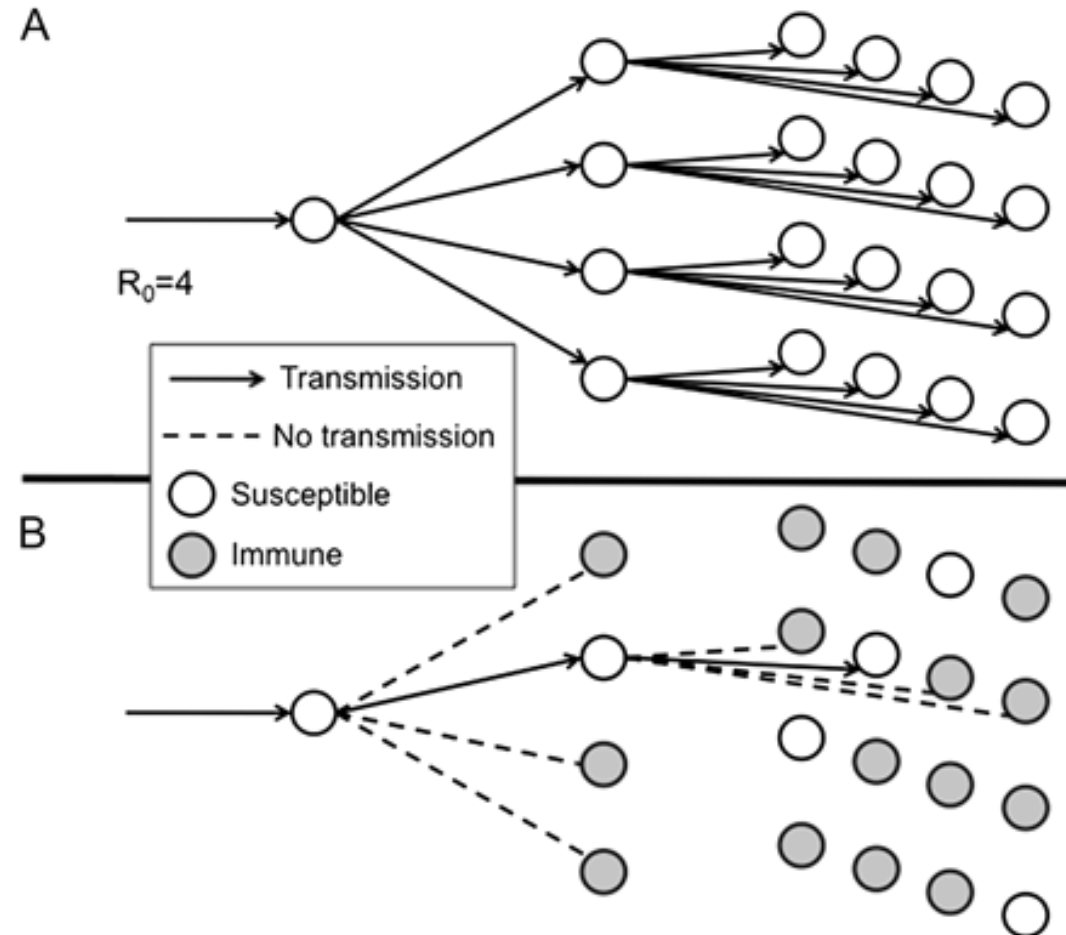 A
R₀=4
Transmission
No transmission
Susceptible
Immune
B